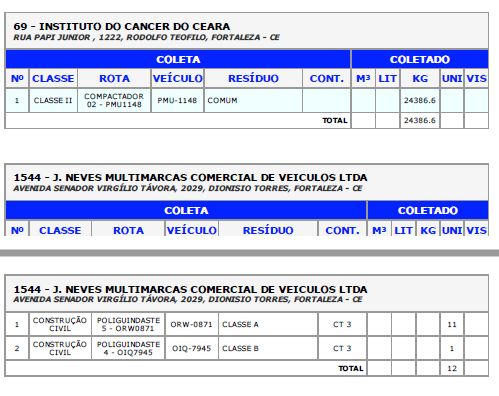 69 - INSTITUTO DO CANCER DO CEARA
RUA PAPI JUNIOR , 1222, RODOLFO TEOFILO, FORTALEZA - CE
COLETA COLETADO
Nº CLASSE ROTA VEÍCULO RESÍDUO CONT. M³ LIT KG UNI VIS
1 CLASSE II COMPACTADOR 02 - PMU1148 PMU-1148 COMUM 24386.6
TOTAL 24386.6
1544 - J. NEVES MULTIMARCAS COMERCIAL DE VEICULOS LTDA
AVENIDA SENADOR VIRGÍLIO TÁVORA, 2029, DIONISIO TORRES, FORTALEZA - CE
COLETA COLETADO
Nº CLASSE ROTA VEÍCULO RESÍDUO CONT. M³ LIT KG UNI VIS
1544 - J. NEVES MULTIMARCAS COMERCIAL DE VEICULOS LTDA
AVENIDA SENADOR VIRGÍLIO TÁVORA, 2029, DIONISIO TORRES, FORTALEZA - CE
1 CONSTRUÇÃO CIVIL POLIGUINDASTE 5 - ORW0871 ORW-0871 CLASSE A CT 3 11
2 CONSTRUÇÃO CIVIL POLIGUINDASTE 4 - OIQ7945 OIQ-7945 CLASSE B CT 3 1
TOTAL 12